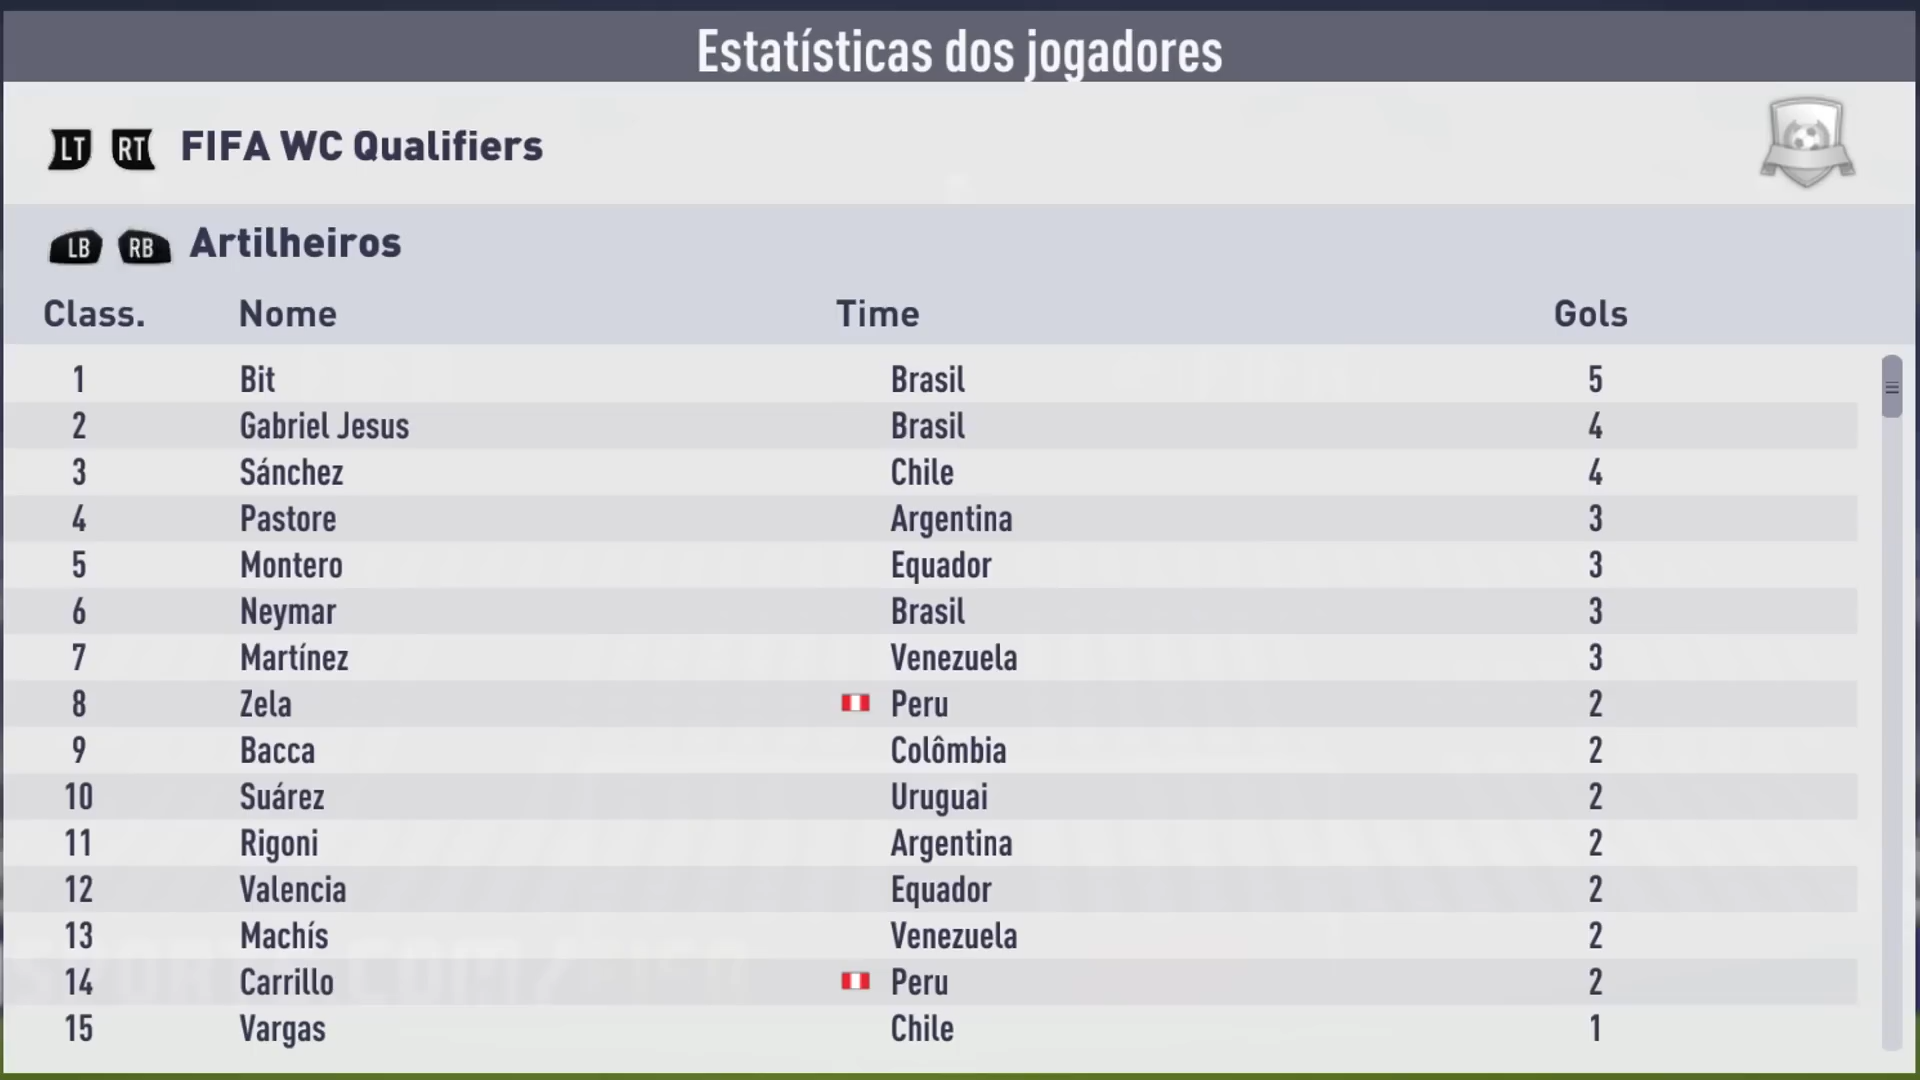 Estatísticas dos jogadores
LT RT FIFA WC Qualifiers
LB RB Artilheiros
Class. Nome Time Gols
1 Bit Brasil 5
2 Gabriel Jesus Brasil 4
3 Sánchez Chile 4
4 Pastore Argentina 3
5 Montero Equador 3
6 Neymar Brasil 3
7 Martínez Venezuela 3
8 Zela Peru 2
9 Bacca Colômbia 2
10 Suárez Uruguai 2
11 Rigoni Argentina 2
12 Valencia Equador 2
13 Machís Venezuela 2
14 Carrillo Peru 2
15 Vargas Chile 1